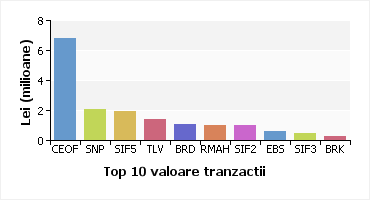 8
6
4
2
0
Lei (milioane)
CEOF SNP SIF5 TLV BRD RMAH SIF2 EBS SIF3 BRK
Top 10 valoare tranzactii